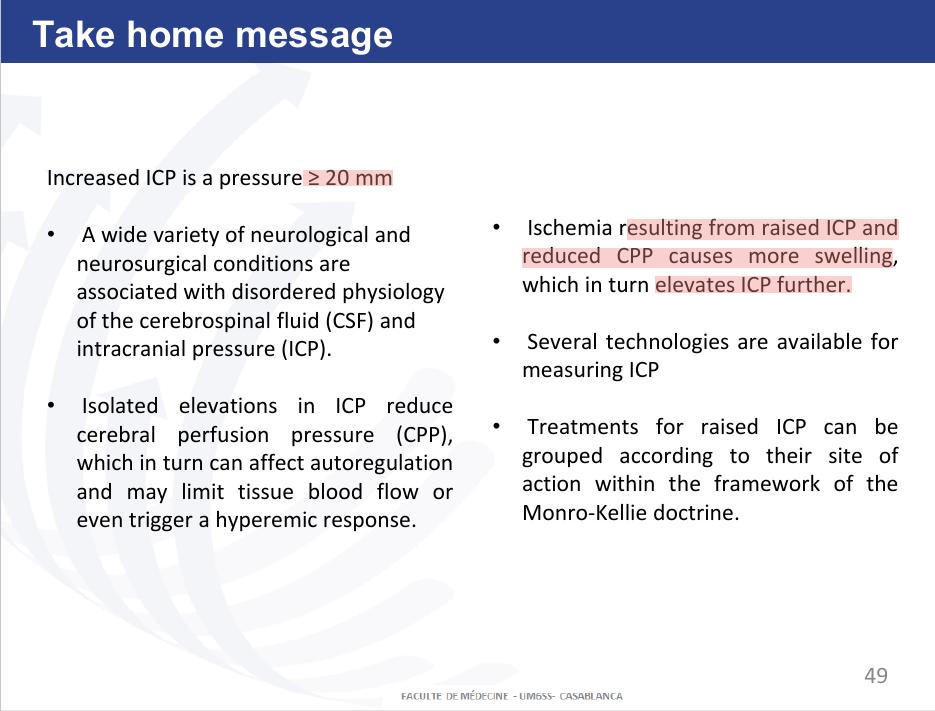 Take home message
Increased ICP is a pressure ≥ 20 mm
• A wide variety of neurological and
neurosurgical conditions are
associated with disordered physiology
of the cerebrospinal fluid (CSF) and
intracranial pressure (ICP).
• Isolated elevations in ICP reduce
cerebral perfusion pressure (CPP),
which in turn can affect autoregulation
and may limit tissue blood flow or
even trigger a hyperemic response.
• Ischemia resulting from raised ICP and
reduced CPP causes more swelling,
which in turn elevates ICP further.
• Several technologies are available for
measuring ICP
• Treatments for raised ICP can be
grouped according to their site of
action within the framework of the
Monro-Kellie doctrine.
49
FACULTE DE MÉDECINE - UM6SS- CASABLANCA